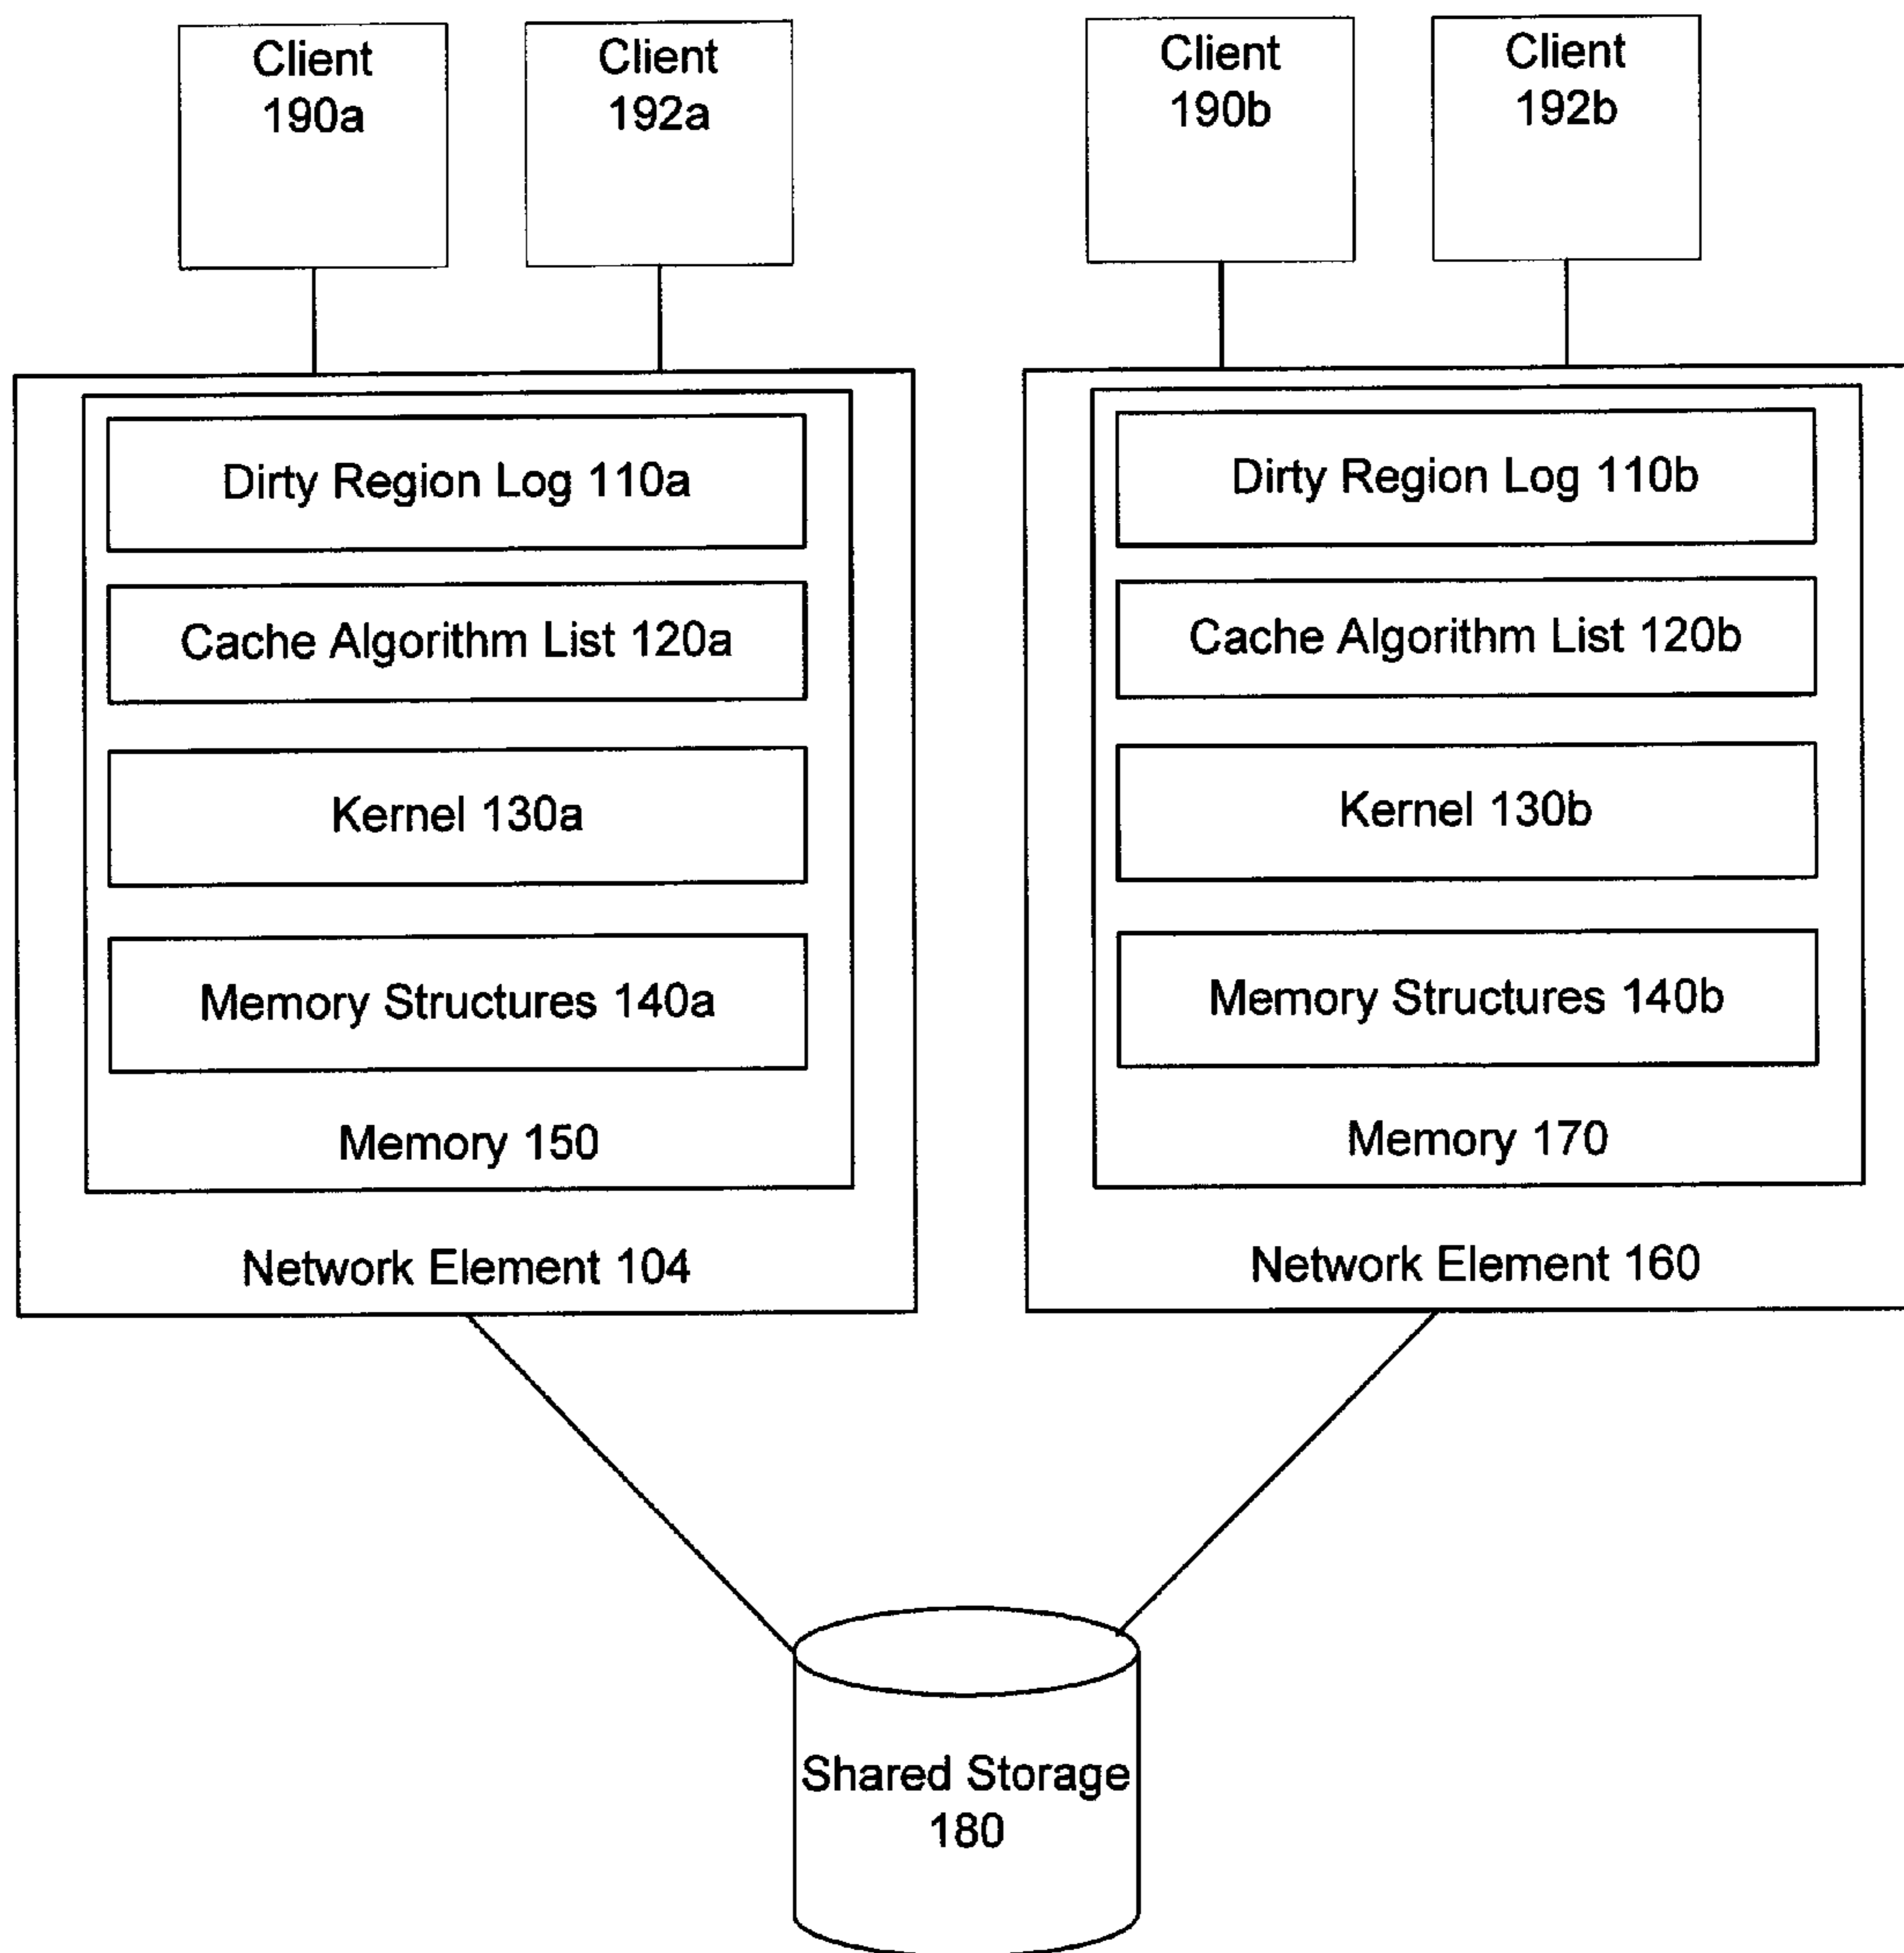 Client
190a
Client
192a
Client
190b
Client
192b
Dirty Region Log 110a
Cache Algorithm List 120a
Kernel 130a
Memory Structures 140a
Memory 150
Network Element 104
Dirty Region Log 110b
Cache Algorithm List 120b
Kernel 130b
Memory Structures 140b
Memory 170
Network Element 160
Shared Storage
180